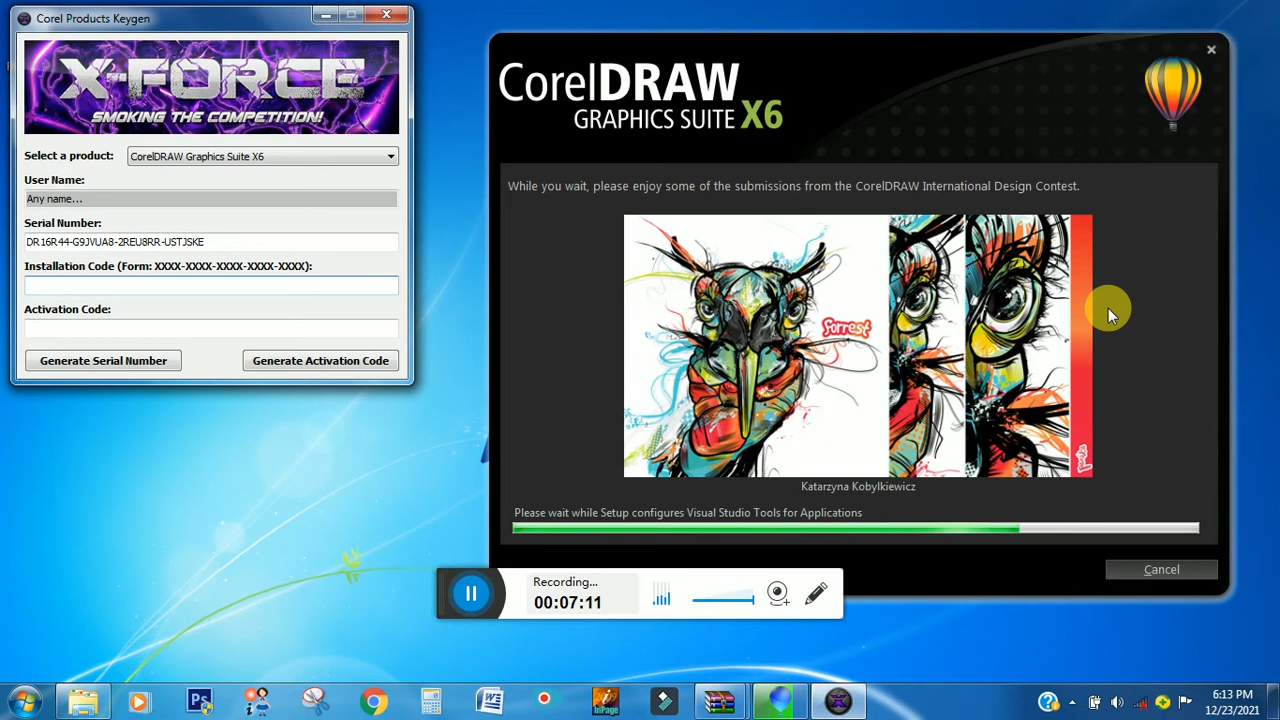 Corel Products Keygen
X-FORCE
SMOKING THE COMPETITION!
Select a product: CorelDRAW Graphics Suite X6
User Name:
Any name...
Serial Number:
DR16R44-G9JVUA8-2REU8RR-USTJSKE
Installation Code (Form: XXXX-XXXX-XXXX-XXXX-XXXX):
Activation Code:
Generate Serial Number Generate Activation Code
CorelDRAW
GRAPHICS SUITE X6
While you wait, please enjoy some of the submissions from the CorelDRAW International Design Contest.
forrest
Katarzyna Kobylkiewicz
Please wait while Setup configures Visual Studio Tools for Applications
Cancel
Recording...
00:07:11
Ps
W
InPage
6:13 PM
12/23/2021